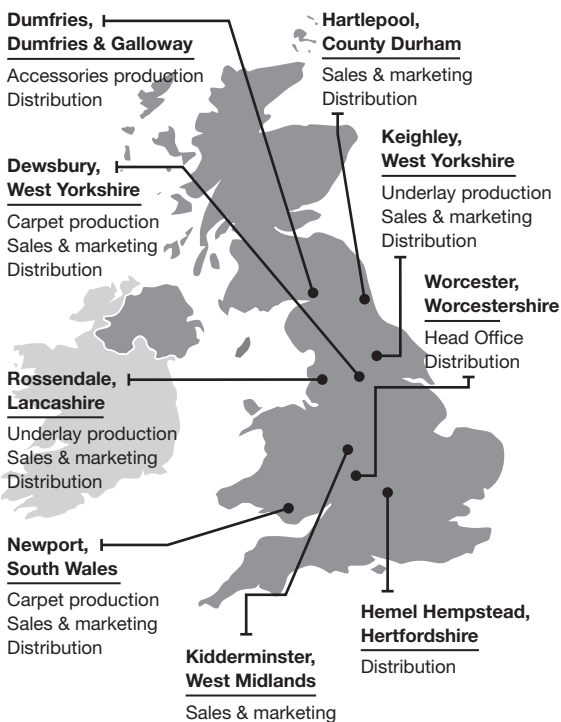 Dumfries,
Dumfries & Galloway
Accessories production
Distribution
Hartlepool,
County Durham
Sales & marketing
Distribution
Keighley,
West Yorkshire
Underlay production
Sales & marketing
Distribution
Dewsbury,
West Yorkshire
Carpet production
Sales & marketing
Distribution
Worcester,
Worcestershire
Head Office
Distribution
Rossendale,
Lancashire
Underlay production
Sales & marketing
Distribution
Newport,
South Wales
Carpet production
Sales & marketing
Distribution
Hemel Hempstead,
Hertfordshire
Distribution
Kidderminster,
West Midlands
Sales & marketing